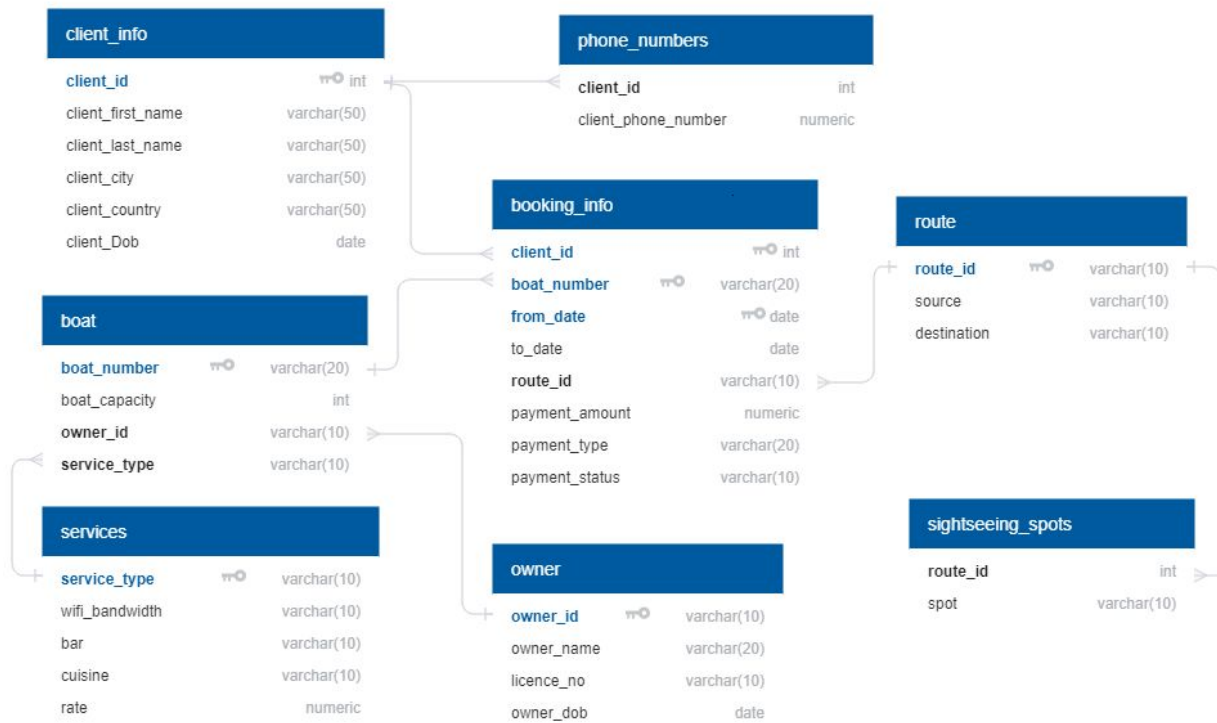 client_info
client_id int
client_first_name varchar(50)
client_last_name varchar(50)
client_city varchar(50)
client_country varchar(50)
client_Dob date
phone_numbers
client_id int
client_phone_number numeric
booking_info
client_id int
boat_number varchar(20)
from_date date
to_date date
route_id varchar(10)
payment_amount numeric
payment_type varchar(20)
payment_status varchar(10)
route
route_id varchar(10)
source varchar(10)
destination varchar(10)
boat
boat_number varchar(20)
boat_capacity int
owner_id varchar(10)
service_type varchar(10)
services
service_type varchar(10)
wifi_bandwidth varchar(10)
bar varchar(10)
cuisine varchar(10)
rate numeric
owner
owner_id varchar(10)
owner_name varchar(20)
licence_no varchar(10)
owner_dob date
sightseeing_spots
route_id int
spot varchar(10)